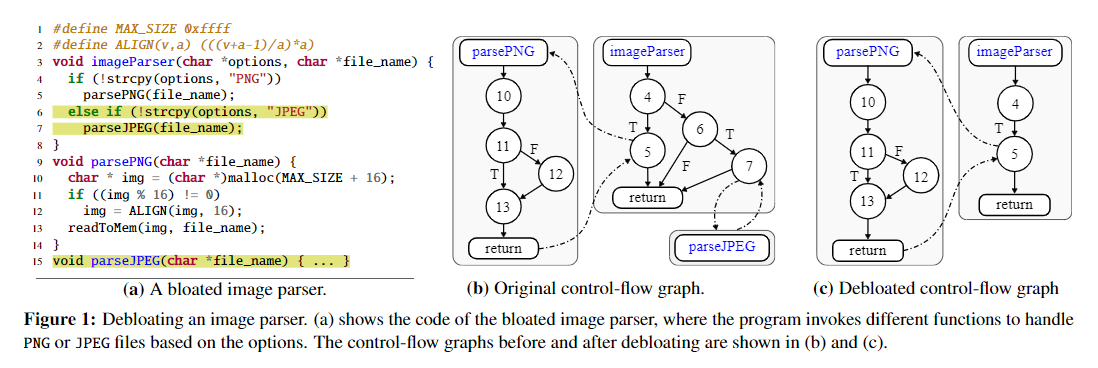 1 #define MAX_SIZE 0xffff
2 #define ALIGN(v,a) (((v+a-1)/a)*a)
3 void imageParser(char *options, char *file_name) {
4 if (!strcpy(options, "PNG"))
5 parsePNG(file_name);
6 else if (!strcpy(options, "JPEG"))
7 parseJPEG(file_name);
8 }
9 void parsePNG(char *file_name) {
10 char * img = (char *)malloc(MAX_SIZE + 16);
11 if ((img % 16) != 0)
12 img = ALIGN(img, 16);
13 readToMem(img, file_name);
14 }
15 void parseJPEG(char *file_name) { ... }
(a) A bloated image parser.
parsePNG
10
11
F
T
12
13
return
imageParser
4
F
T
6
T
5
F
7
return
parseJPEG
(b) Original control-flow graph.
parsePNG
10
11
F
T
12
13
return
imageParser
4
T
5
return
(c) Debloated control-flow graph
Figure 1: Debloating an image parser. (a) shows the code of the bloated image parser, where the program invokes different functions to handle
PNG or JPEG files based on the options. The control-flow graphs before and after debloating are shown in (b) and (c).